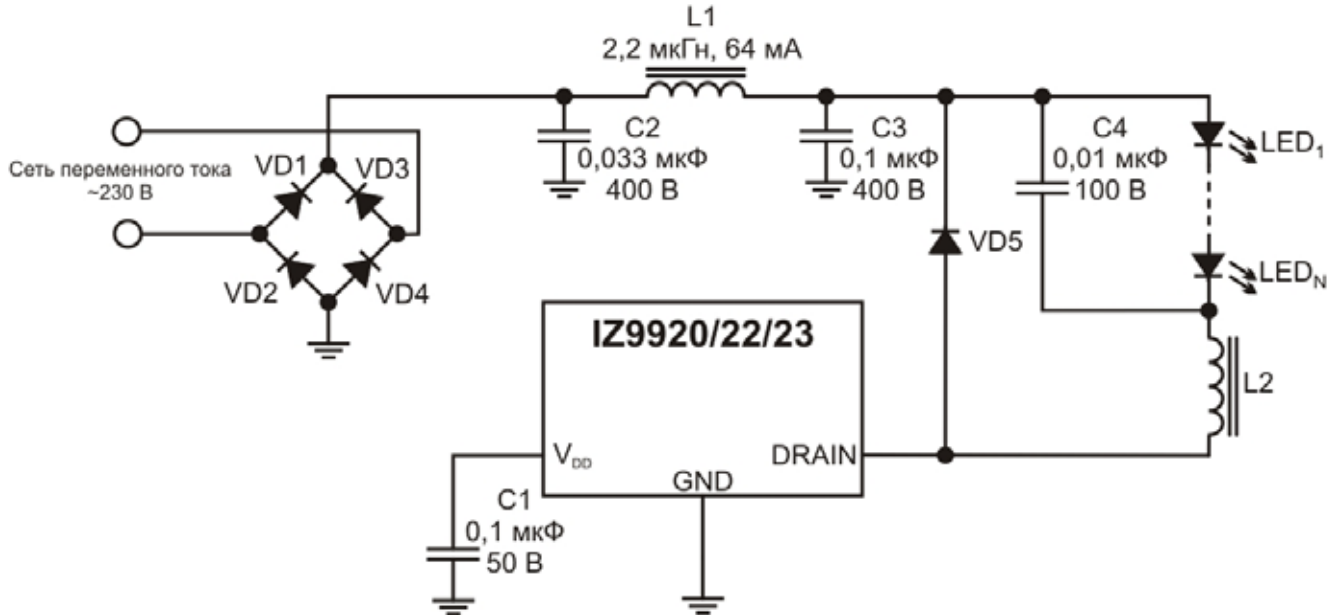 L1
2,2 мкГн, 64 мА
Сеть переменного тока
~230 В
VD1
VD3
VD2
VD4
C2
0,033 мкФ
400 В
C3
0,1 мкФ
400 В
C4
0,01 мкФ
100 В
LED₁
VD5
LEDN
IZ9920/22/23
L2
VDD
DRAIN
GND
C1
0,1 мкФ
50 В